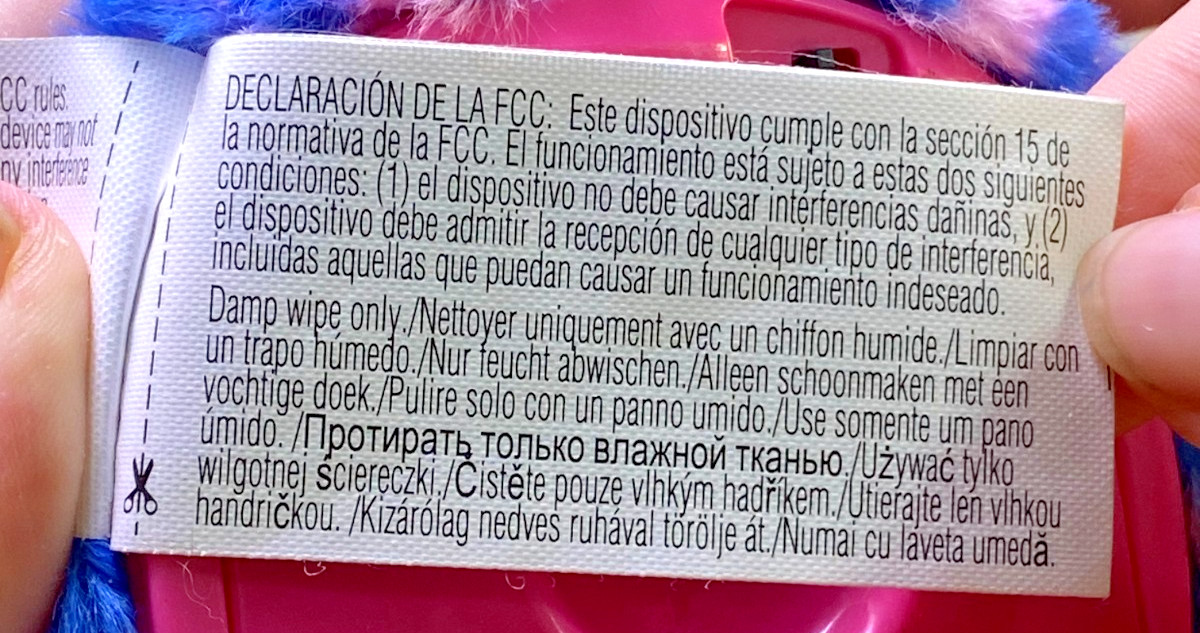 CC rules.
device may not
ny interference
DECLARACIÓN DE LA FCC: Este dispositivo cumple con la sección 15 de
la normativa de la FCC. El funcionamiento está sujeto a estas dos siguientes
condiciones: (1) el dispositivo no debe causar interferencias dañinas, y (2)
el dispositivo debe admitir la recepción de cualquier tipo de interferencia,
incluidas aquellas que puedan causar un funcionamiento indeseado.
Damp wipe only./Nettoyer uniquement avec un chiffon humide./Limpiar con
un trapo húmedo./Nur feucht abwischen./Alleen schoonmaken met een
vochtige doek./Pulire solo con un panno umido./Use somente um pano
úmido. /Протирать только влажной тканью./Używać tylko
wilgotnej ściereczki./Čistěte pouze vlhkým hadříkem./Utierajte len vlhkou
handričkou. /Kizárólag nedves ruhával törölje át./Numai cu laveta umedă.